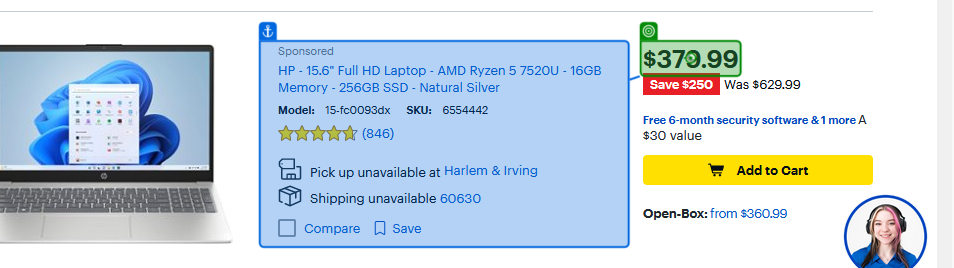 Sponsored
HP - 15.6" Full HD Laptop - AMD Ryzen 5 7520U - 16GB
Memory - 256GB SSD - Natural Silver
Model: 15-fc0093dx SKU: 6554442
(846)
Pick up unavailable at Harlem & Irving
Shipping unavailable 60630
Compare Save
$379.99
Save $250 Was $629.99
Free 6-month security software & 1 more A
$30 value
Add to Cart
Open-Box: from $360.99